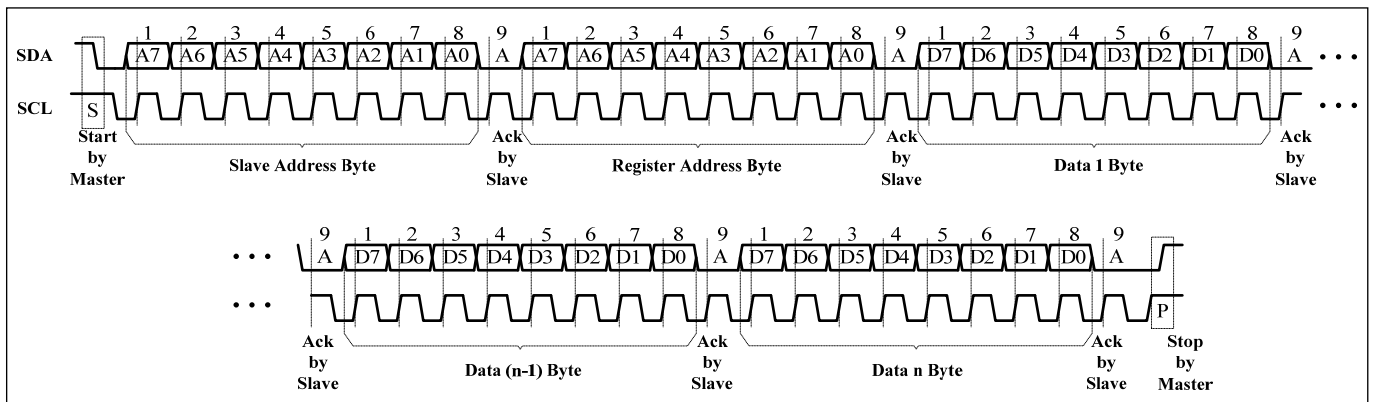 1 2 3 4 5 6 7 8 9 1 2 3 4 5 6 7 8 9 1 2 3 4 5 6 7 8 9
SDA A7 A6 A5 A4 A3 A2 A1 A0 A A7 A6 A5 A4 A3 A2 A1 A0 A D7 D6 D5 D4 D3 D2 D1 D0 A • • •
SCL S • • •
Start by Master
Slave Address Byte
Ack by Slave
Register Address Byte
Ack by Slave
Data 1 Byte
Ack by Slave
9 1 2 3 4 5 6 7 8 9 1 2 3 4 5 6 7 8 9
• • • A D7 D6 D5 D4 D3 D2 D1 D0 A D7 D6 D5 D4 D3 D2 D1 D0 A
• • • P
Ack by Slave
Data (n-1) Byte
Ack by Slave
Data n Byte
Ack by Slave
Stop by Master